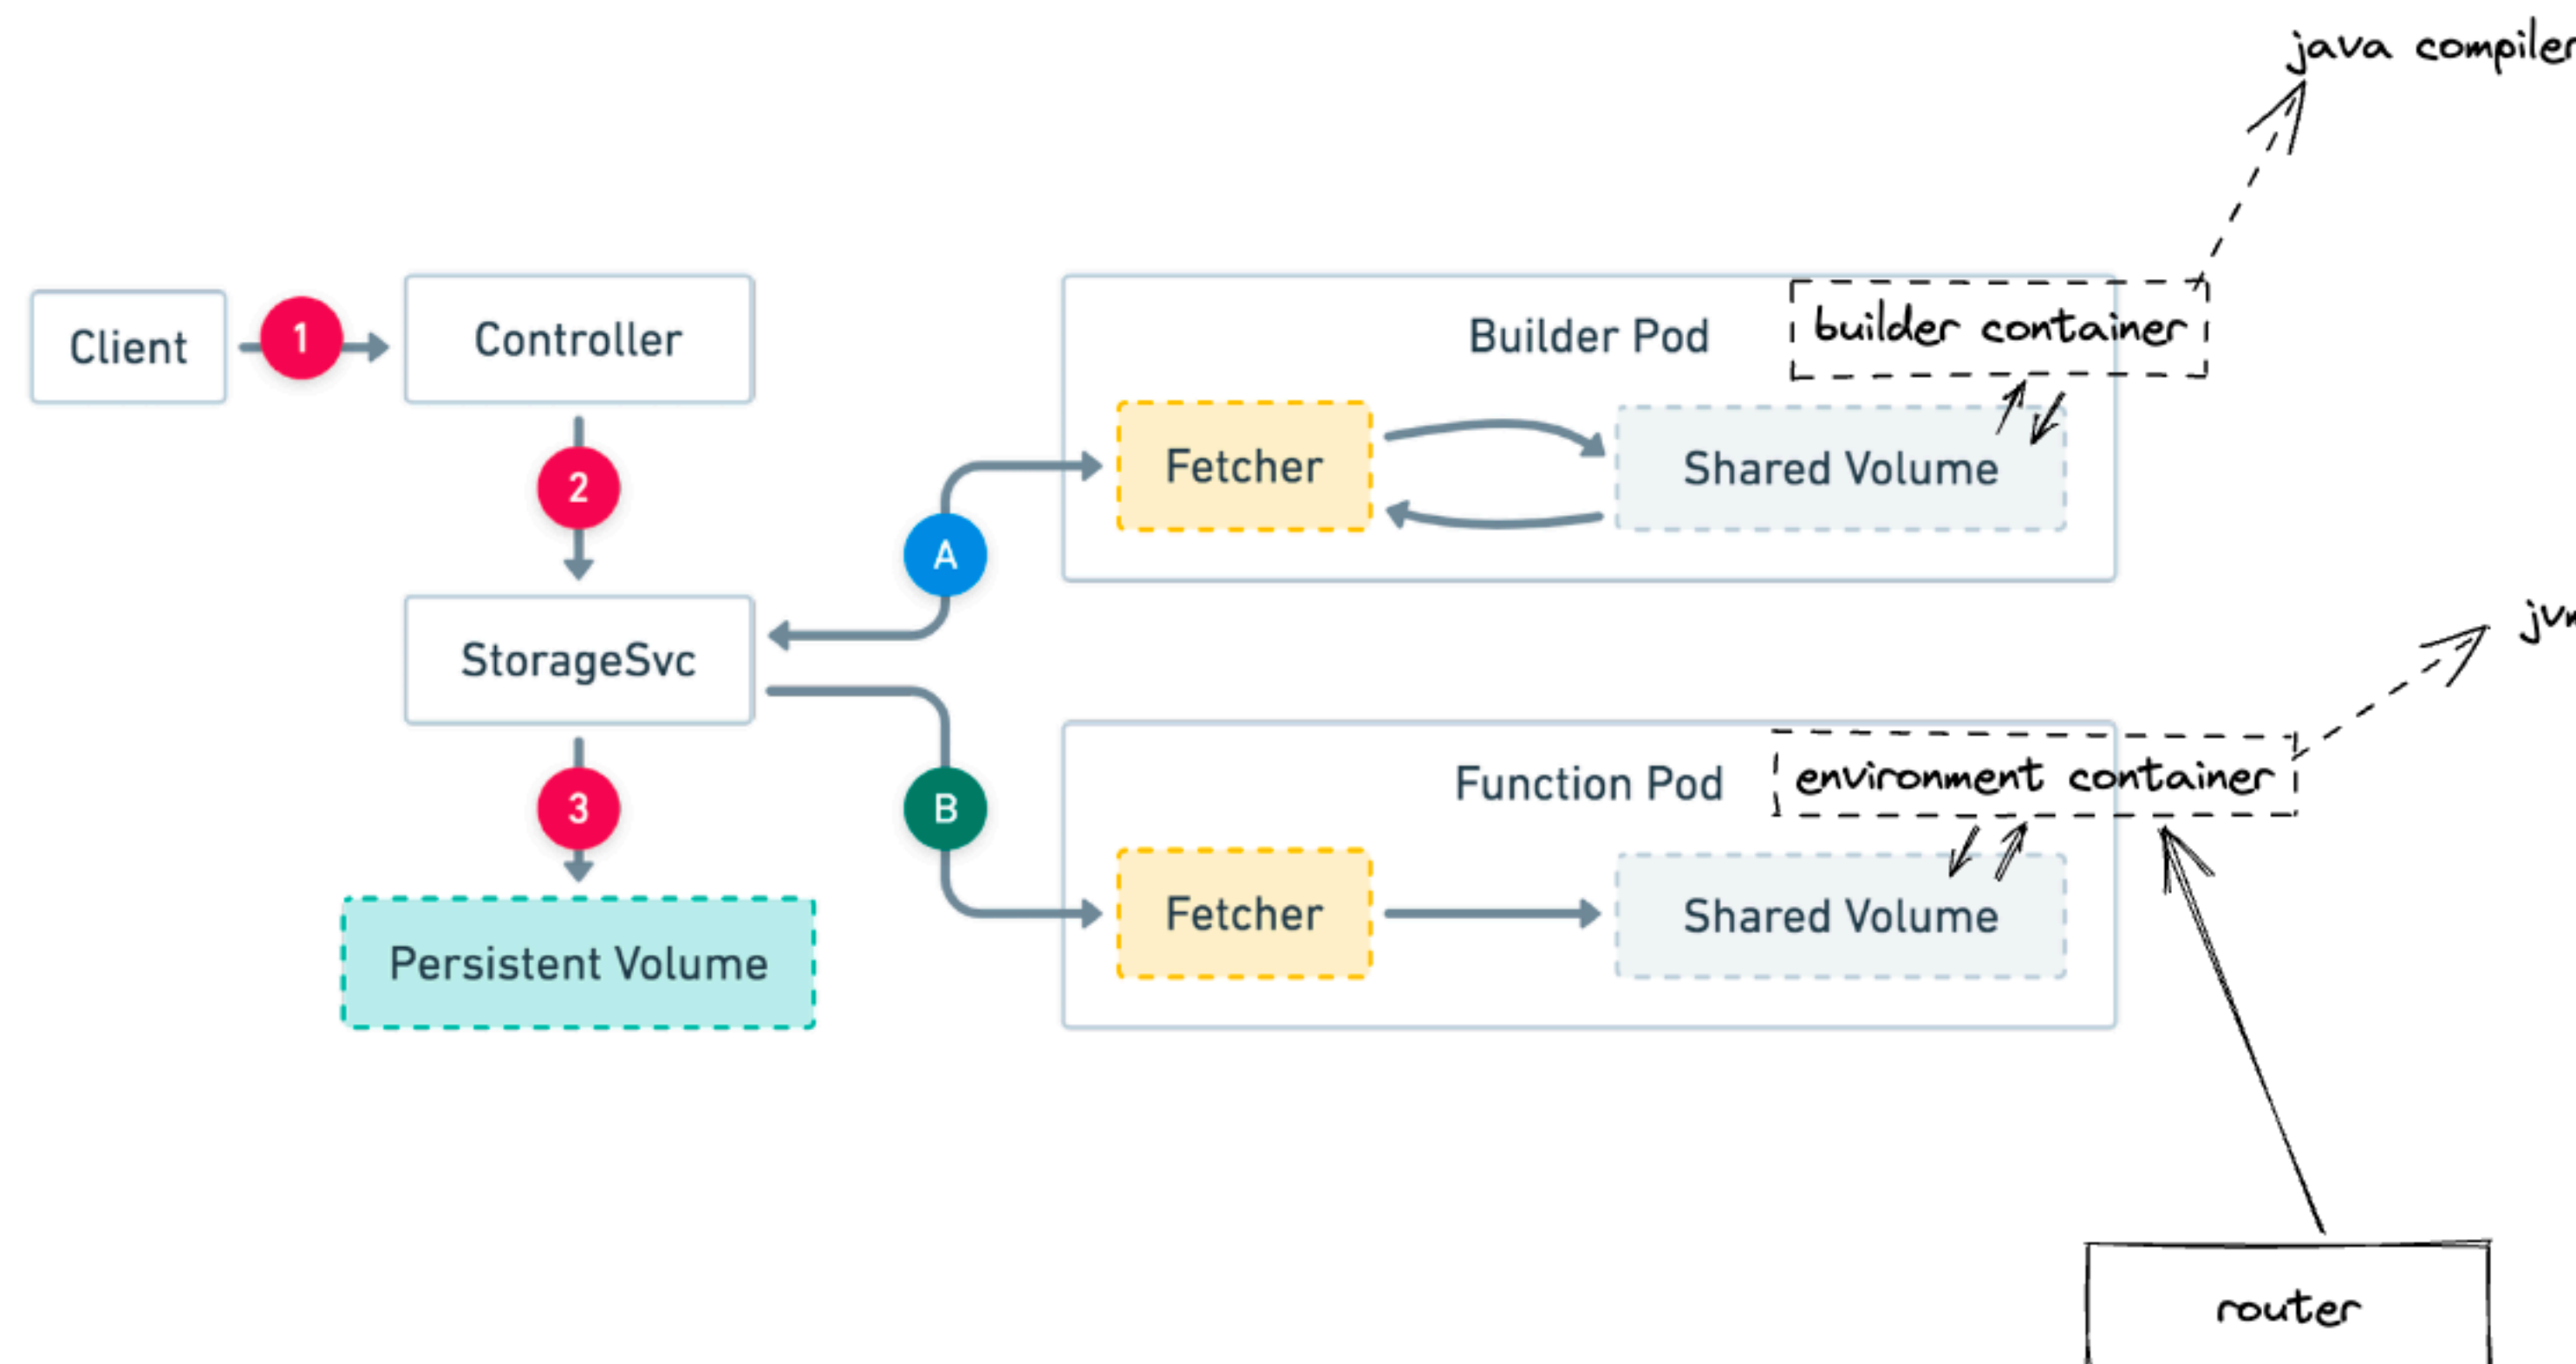 java compiler
Client
1
Controller
Builder Pod
builder container
2
Fetcher
Shared Volume
A
StorageSvc
3
B
Function Pod
environment container
Fetcher
Shared Volume
Persistent Volume
router